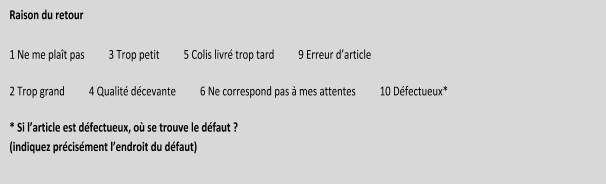 Raison du retour
1 Ne me plaît pas 3 Trop petit 5 Colis livré trop tard 9 Erreur d’article
2 Trop grand 4 Qualité décevante 6 Ne correspond pas à mes attentes 10 Défectueux*
* Si l’article est défectueux, où se trouve le défaut ?
(indiquez précisément l’endroit du défaut)